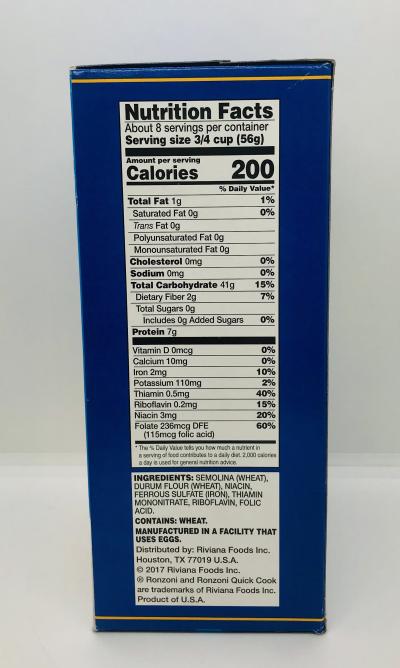 Nutrition Facts
About 8 servings per container
Serving size 3/4 cup (56g)
Amount per serving
Calories 200
% Daily Value*
Total Fat 1g 1%
Saturated Fat 0g 0%
Trans Fat 0g
Polyunsaturated Fat 0g
Monounsaturated Fat 0g
Cholesterol 0mg 0%
Sodium 0mg 0%
Total Carbohydrate 41g 15%
Dietary Fiber 2g 7%
Total Sugars 0g
Includes 0g Added Sugars 0%
Protein 7g
Vitamin D 0mcg 0%
Calcium 10mg 0%
Iron 2mg 10%
Potassium 110mg 2%
Thiamin 0.5mg 40%
Riboflavin 0.2mg 15%
Niacin 3mg 20%
Folate 236mcg DFE 60%
(115mcg folic acid)
* The % Daily Value tells you how much a nutrient in
a serving of food contributes to a daily diet. 2,000 calories
a day is used for general nutrition advice.
INGREDIENTS: SEMOLINA (WHEAT),
DURUM FLOUR (WHEAT), NIACIN,
FERROUS SULFATE (IRON), THIAMIN
MONONITRATE, RIBOFLAVIN, FOLIC
ACID.
CONTAINS: WHEAT.
MANUFACTURED IN A FACILITY THAT
USES EGGS.
Distributed by: Riviana Foods Inc.
Houston, TX 77019 U.S.A.
© 2017 Riviana Foods Inc.
® Ronzoni and Ronzoni Quick Cook
are trademarks of Riviana Foods Inc.
Product of U.S.A.